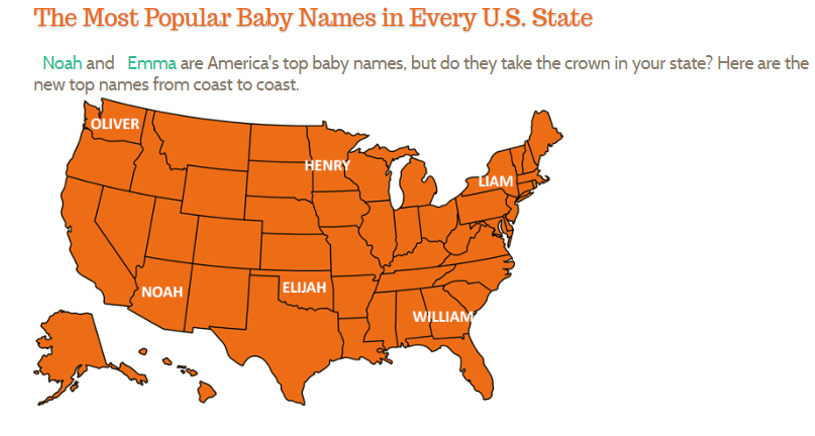 The Most Popular Baby Names in Every U.S. State
Noah and Emma are America's top baby names, but do they take the crown in your state? Here are the
new top names from coast to coast.
OLIVER
HENRY
LIAM
NOAH
ELIJAH
WILLIAM